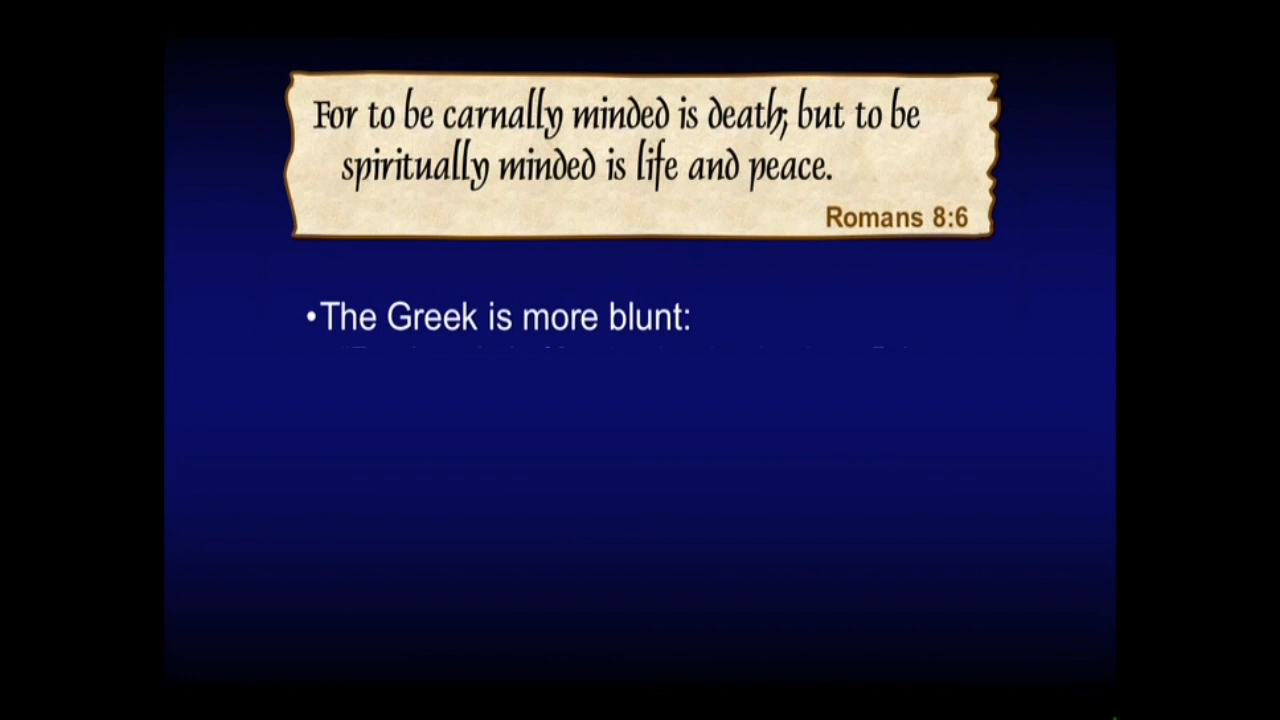 For to be carnally minded is death; but to be
spiritually minded is life and peace.
Romans 8:6
•The Greek is more blunt: